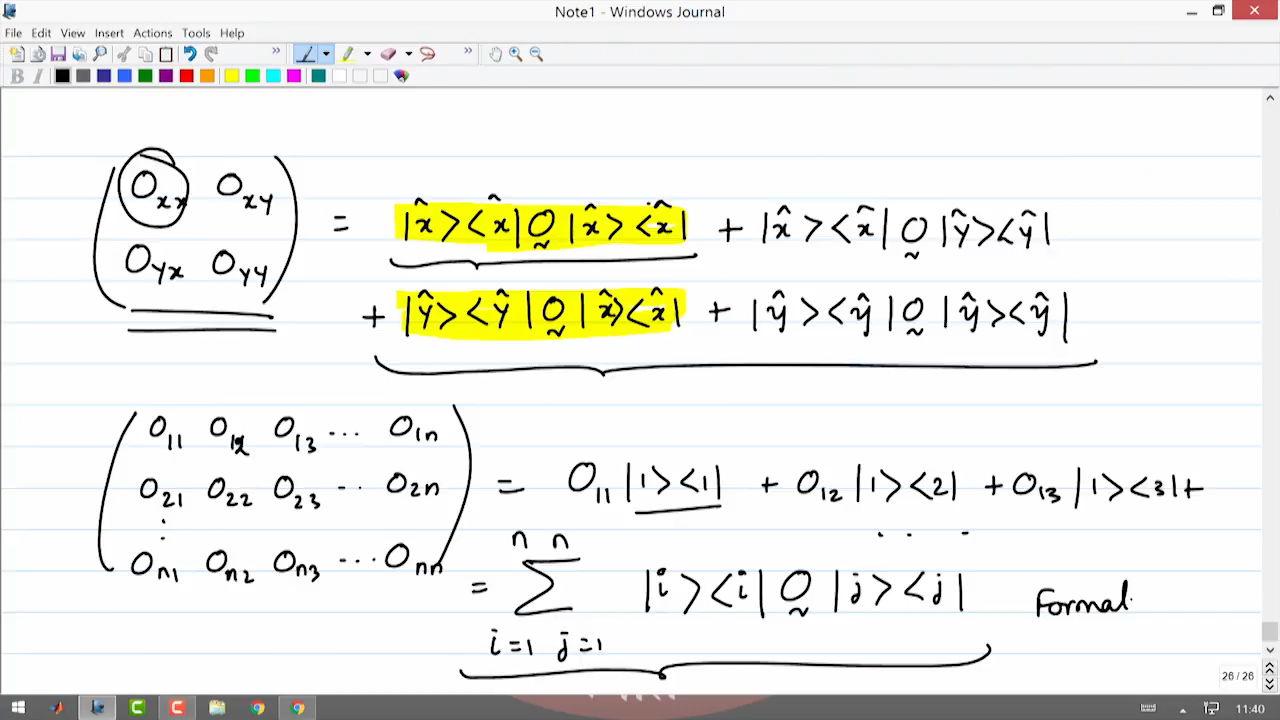 Note1 - Windows Journal
File Edit View Insert Actions Tools Help
B I
( O_xx O_xy ; O_yx O_yy ) = |x̂><x̂|O̰|x̂><x̂| + |x̂><x̂|O̰|ŷ><ŷ|
+ |ŷ><ŷ|O̰|x̂><x̂| + |ŷ><ŷ|O̰|ŷ><ŷ|
( O_11 O_12 O_13 ... O_1n
O_21 O_22 O_23 .. O_2n
⋮
O_n1 O_n2 O_n3 ... O_nn ) = O_11 |1><1| + O_12 |1><2| + O_13 |1><3| +
. . .
= n n Σ i=1 j=1 |i><i|O̰|j><j| Formal
26 / 26
11:40